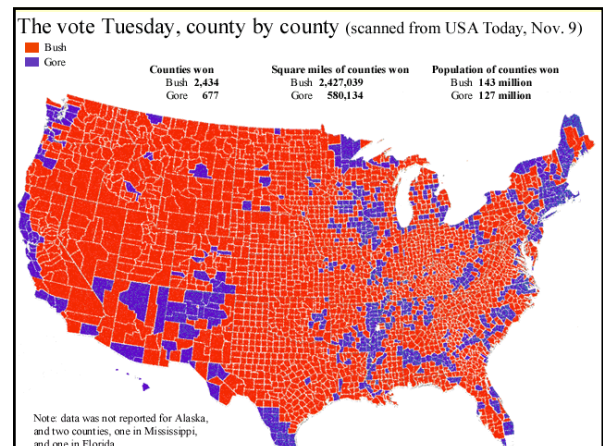 The vote Tuesday, county by county (scanned from USA Today, Nov. 9)
Bush
Gore
Counties won
Bush 2,434
Gore 677
Square miles of counties won
Bush 2,427,039
Gore 580,134
Population of counties won
Bush 143 million
Gore 127 million
Note: data was not reported for Alaska,
and two counties, one in Mississippi,
and one in Florida